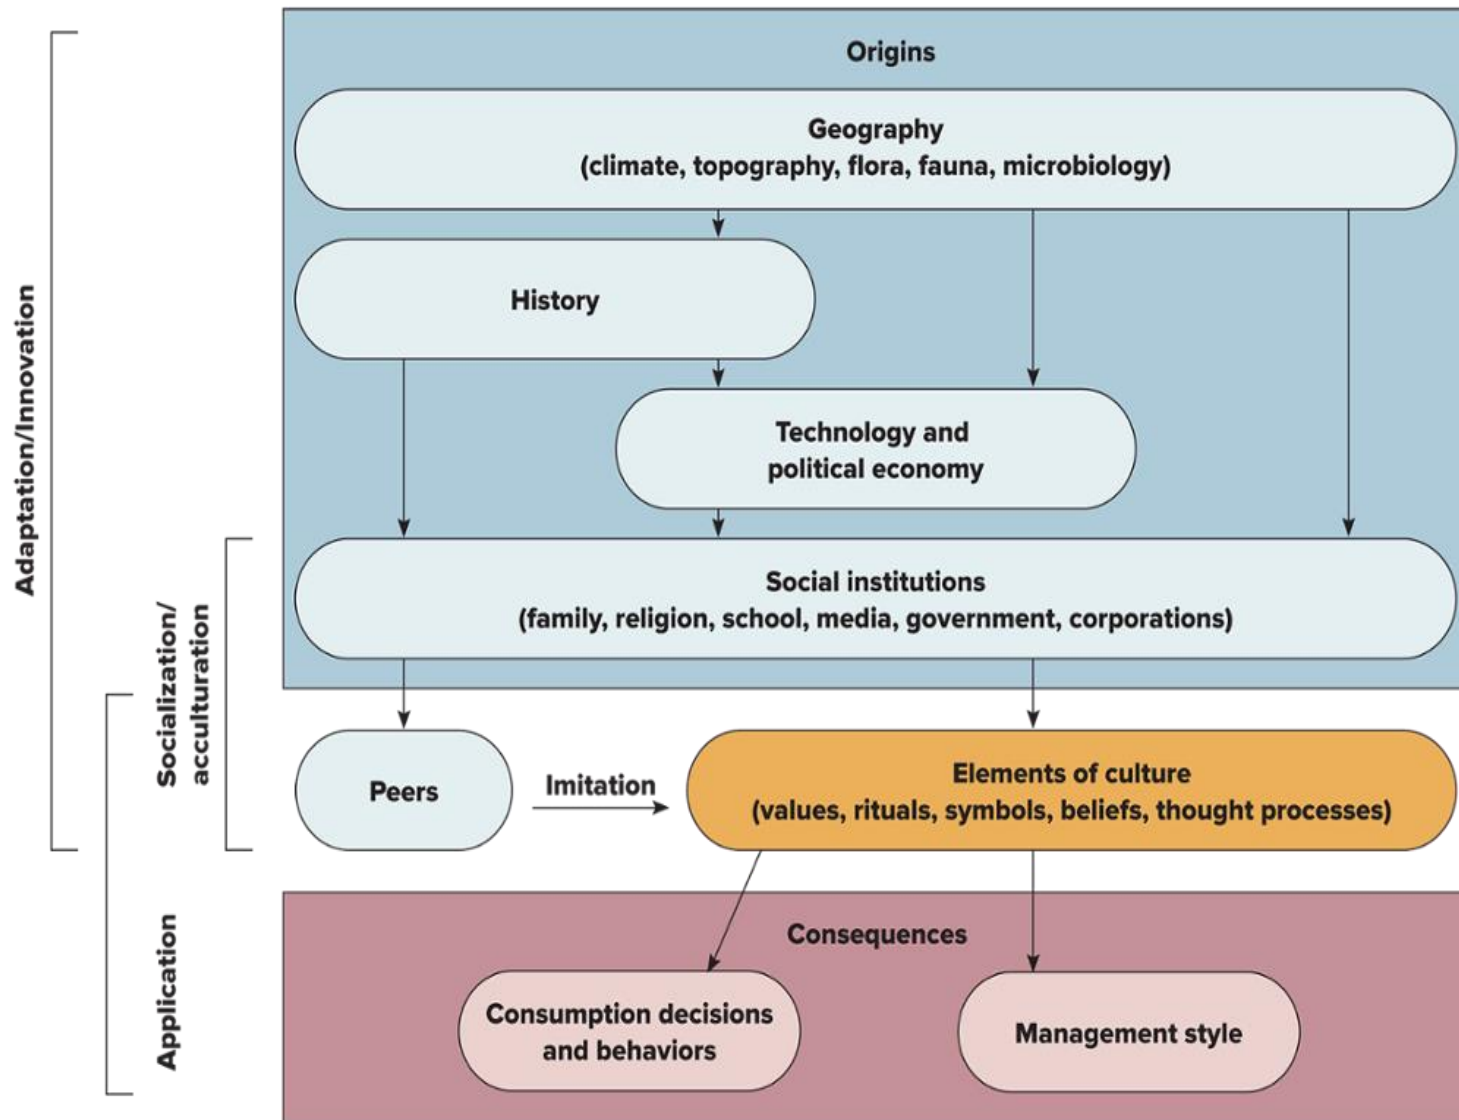 Origins
Geography
(climate, topography, flora, fauna, microbiology)
History
Technology and
political economy
Social institutions
(family, religion, school, media, government, corporations)
Peers
Imitation
Elements of culture
(values, rituals, symbols, beliefs, thought processes)
Consequences
Consumption decisions
and behaviors
Management style
Adaptation/Innovation
Socialization/
acculturation
Application